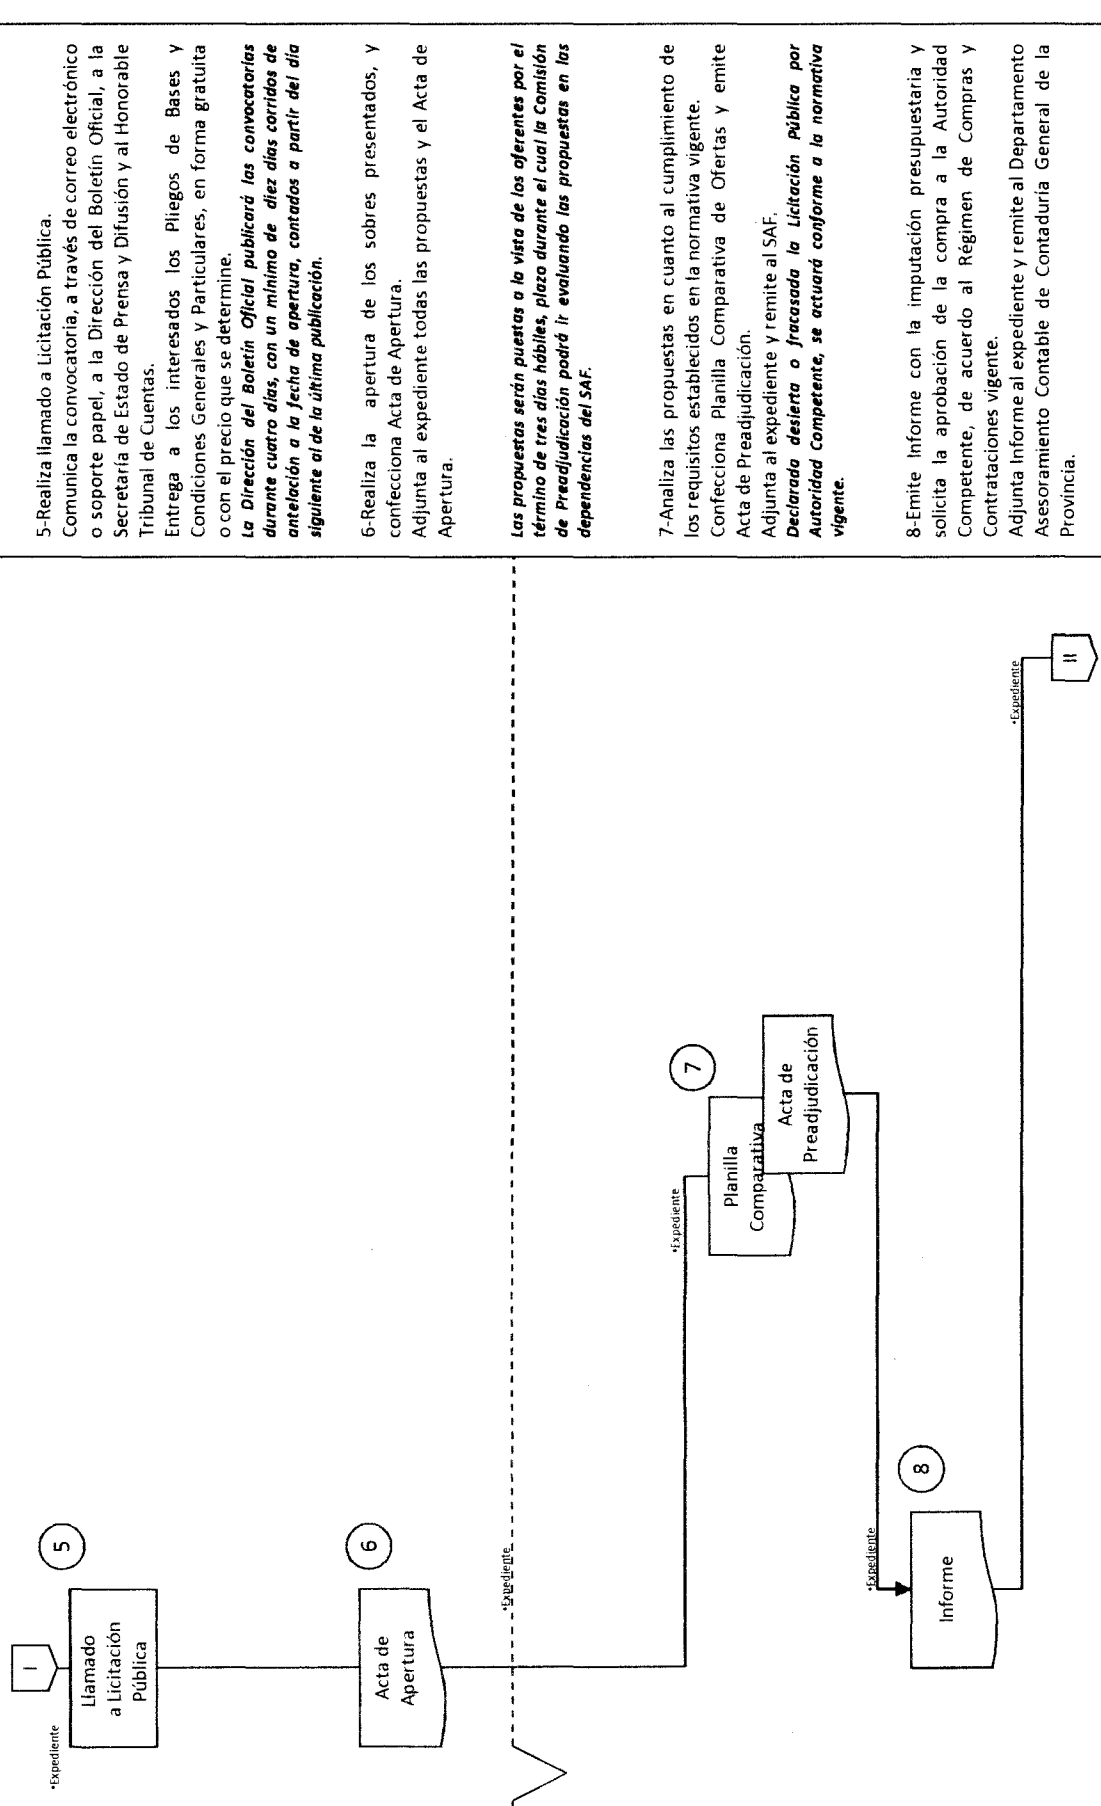 I
•Expediente
Llamado
a Licitación
Pública
5
Acta de
Apertura
6
•Expediente
•Expediente
Planilla
Comparativa
7
Acta de
Preadjudicación
•Expediente
Informe
8
•Expediente
II
5-Realiza llamado a Licitación Pública.
Comunica la convocatoria, a través de correo electrónico
o soporte papel, a la Dirección del Boletín Oficial, a la
Secretaría de Estado de Prensa y Difusión y al Honorable
Tribunal de Cuentas.
Entrega a los interesados los Pliegos de Bases y
Condiciones Generales y Particulares, en forma gratuita
o con el precio que se determine.
La Dirección del Boletín Oficial publicará las convocatorias
durante cuatro días, con un mínimo de diez días corridos de
antelación a la fecha de apertura, contados a partir del día
siguiente al de la última publicación.
6-Realiza la apertura de los sobres presentados, y
confecciona Acta de Apertura.
Adjunta al expediente todas las propuestas y el Acta de
Apertura.
Las propuestas serán puestas a la vista de los oferentes por el
término de tres días hábiles, plazo durante el cual la Comisión
de Preadjudicación podrá ir evaluando las propuestas en las
dependencias del SAF.
7-Analiza las propuestas en cuanto al cumplimiento de
los requisitos establecidos en la normativa vigente.
Confecciona Planilla Comparativa de Ofertas y emite
Acta de Preadjudicación.
Adjunta al expediente y remite al SAF.
Declarada desierta o fracasada la Licitación Pública por
Autoridad Competente, se actuará conforme a la normativa
vigente.
8-Emite Informe con la imputación presupuestaria y
solicita la aprobación de la compra a la Autoridad
Competente, de acuerdo al Régimen de Compras y
Contrataciones vigente.
Adjunta Informe al expediente y remite al Departamento
Asesoramiento Contable de Contaduría General de la
Provincia.